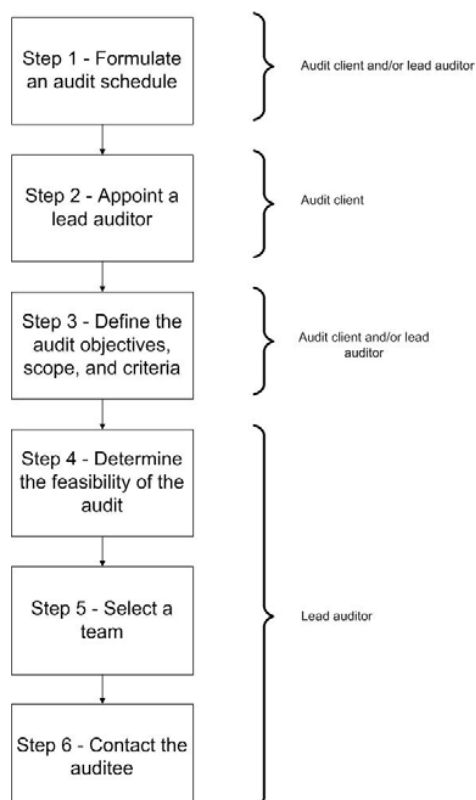 Step 1 - Formulate
an audit schedule
Audit client and/or lead auditor
Step 2 - Appoint a
lead auditor
Audit client
Step 3 - Define the
audit objectives,
scope, and criteria
Audit client and/or lead
auditor
Step 4 - Determine
the feasibility of the
audit
Step 5 - Select a
team
Lead auditor
Step 6 - Contact the
auditee